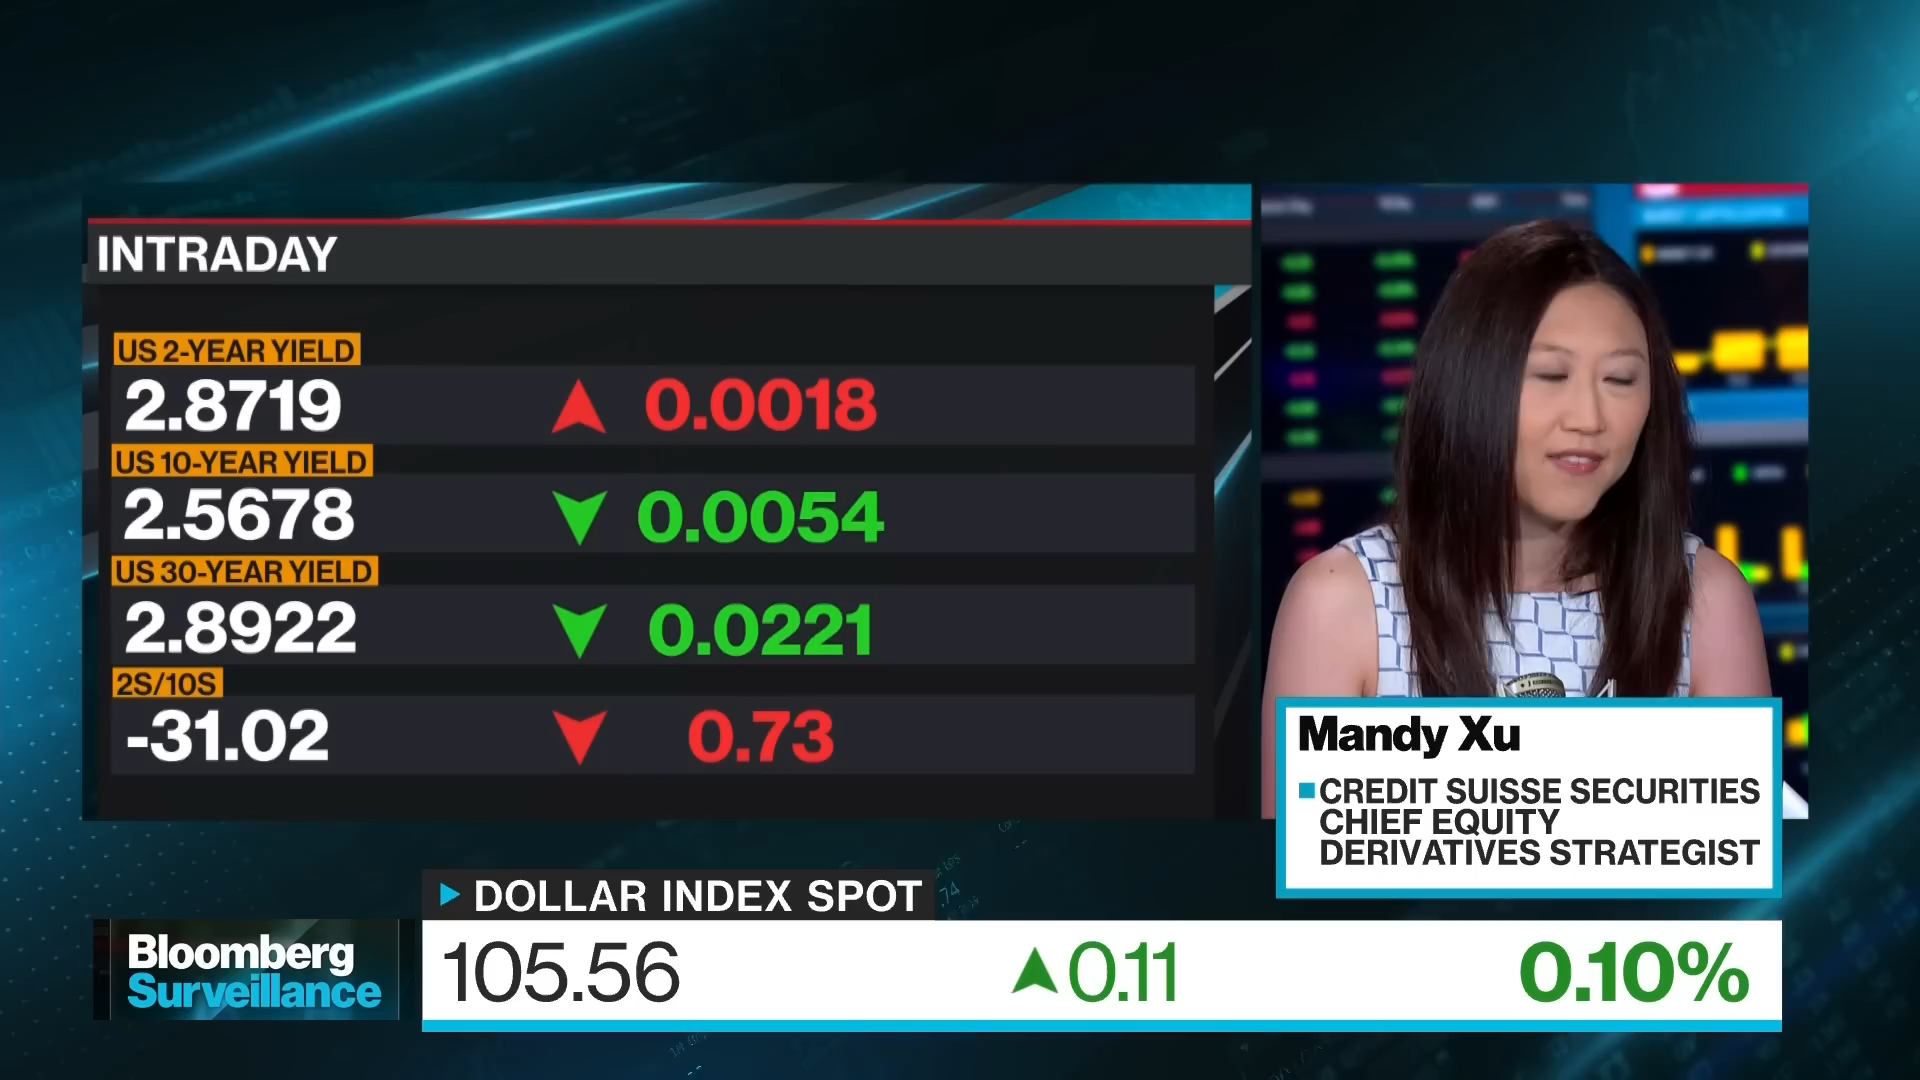 INTRADAY
US 2-YEAR YIELD
2.8719 ▲ 0.0018
US 10-YEAR YIELD
2.5678 ▼ 0.0054
US 30-YEAR YIELD
2.8922 ▼ 0.0221
2S/10S
-31.02 ▼ 0.73
Mandy Xu
CREDIT SUISSE SECURITIES
CHIEF EQUITY
DERIVATIVES STRATEGIST
DOLLAR INDEX SPOT
105.56 ▲ 0.11 0.10%
Bloomberg
Surveillance